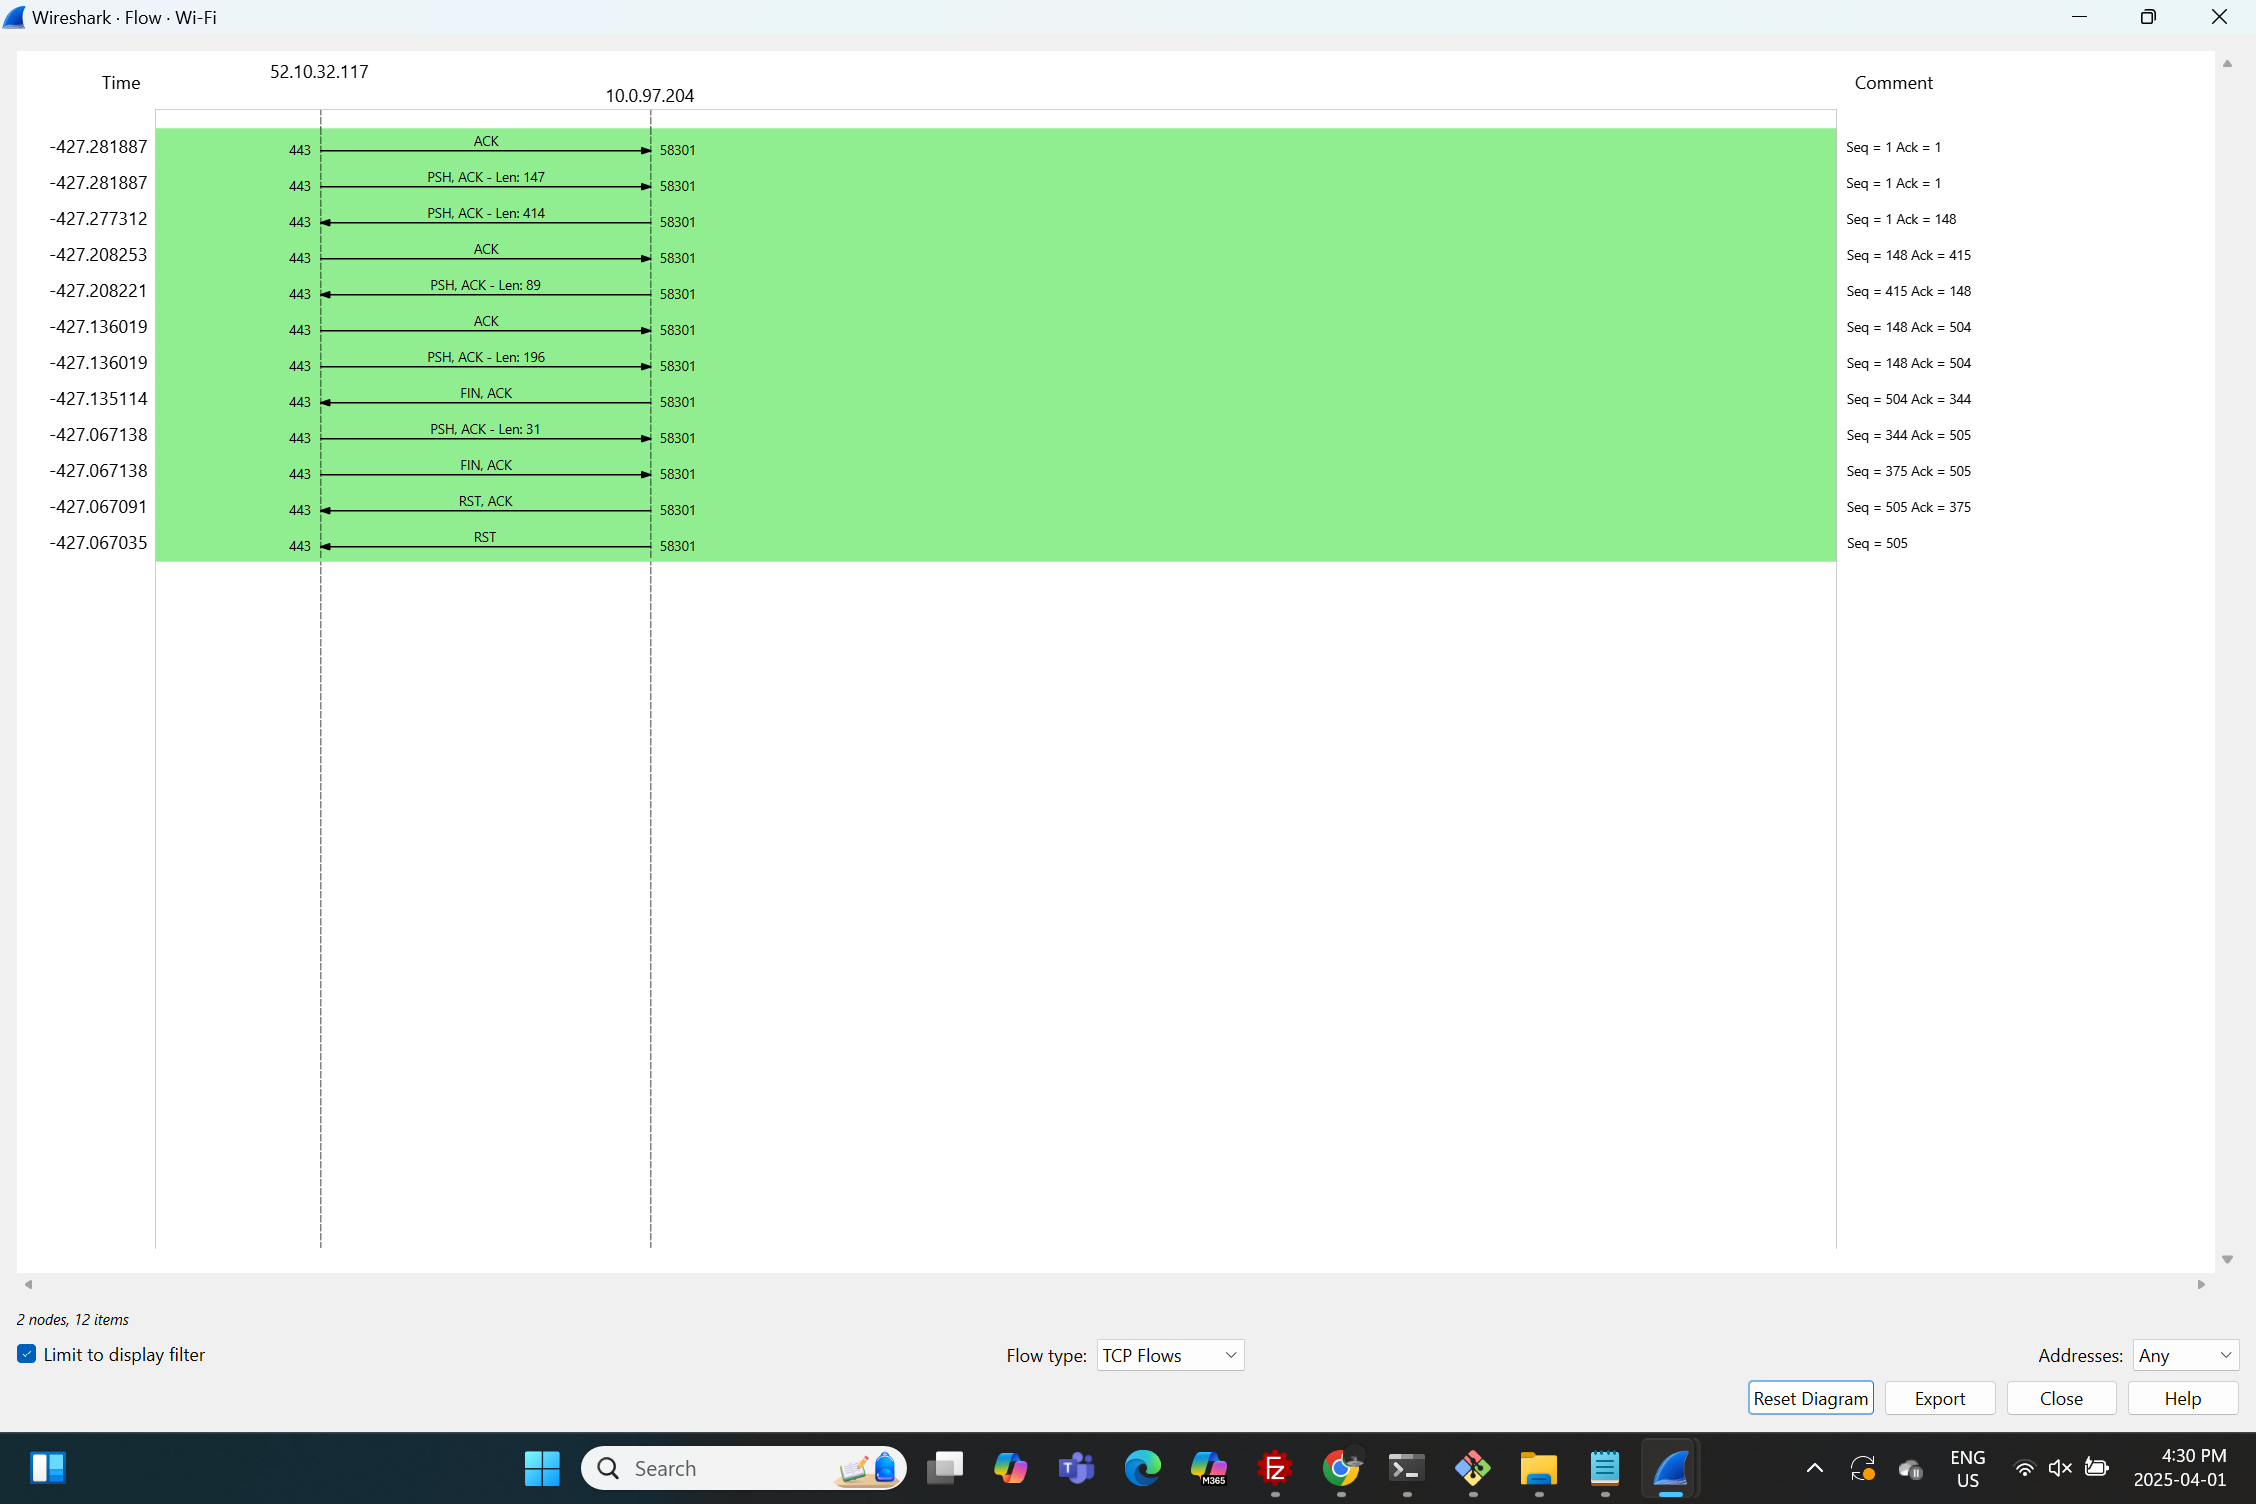 Wireshark · Flow · Wi-Fi
Time
52.10.32.117
10.0.97.204
Comment
-427.281887 443 ACK 58301 Seq = 1 Ack = 1
-427.281887 443 PSH, ACK - Len: 147 58301 Seq = 1 Ack = 1
-427.277312 443 PSH, ACK - Len: 414 58301 Seq = 1 Ack = 148
-427.208253 443 ACK 58301 Seq = 148 Ack = 415
-427.208221 443 PSH, ACK - Len: 89 58301 Seq = 415 Ack = 148
-427.136019 443 ACK 58301 Seq = 148 Ack = 504
-427.136019 443 PSH, ACK - Len: 196 58301 Seq = 148 Ack = 504
-427.135114 443 FIN, ACK 58301 Seq = 504 Ack = 344
-427.067138 443 PSH, ACK - Len: 31 58301 Seq = 344 Ack = 505
-427.067138 443 FIN, ACK 58301 Seq = 375 Ack = 505
-427.067091 443 RST, ACK 58301 Seq = 505 Ack = 375
-427.067035 443 RST 58301 Seq = 505
2 nodes, 12 items
Limit to display filter
Flow type: TCP Flows
Addresses: Any
Reset Diagram Export Close Help
Search
M365
Fz
ENG
US
4:30 PM
2025-04-01